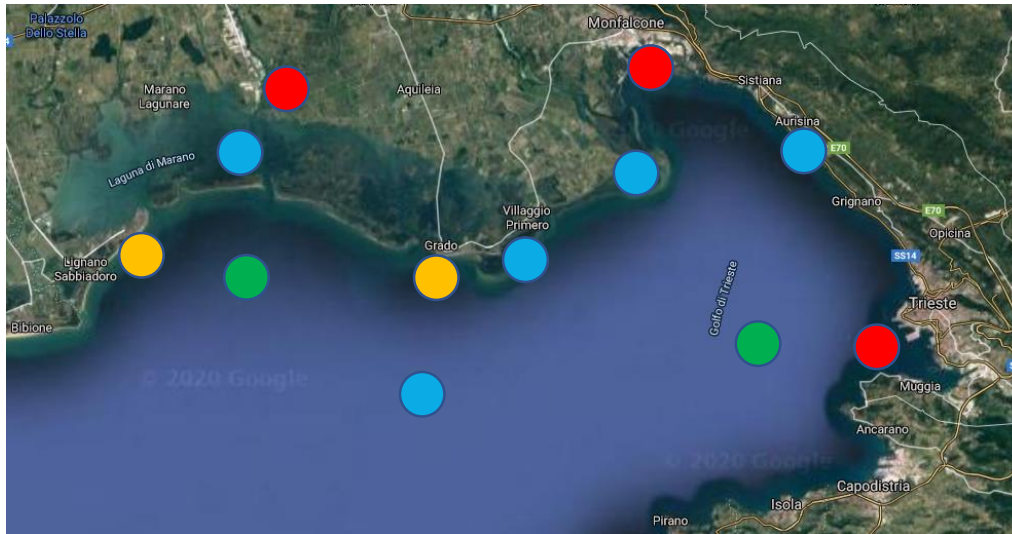 Palazzolo
Dello Stella
Monfalcone
Marano
Lagunare
Aquileia
Sistiana
Aurisina
E70
Laguna di Marano
Grignano
E70
Villaggio
Primero
Opicina
Grado
SS14
Lignano
Sabbiadoro
Golfo di Trieste
Trieste
Bibione
© 2020 Google
Muggia
Ancarano
© 2020 Google
Capodistria
Isola
Pirano